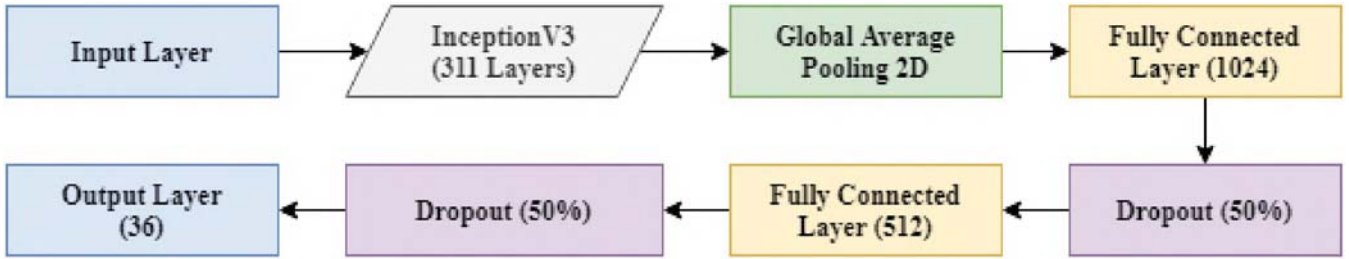 Input Layer
InceptionV3
(311 Layers)
Global Average
Pooling 2D
Fully Connected
Layer (1024)
Dropout (50%)
Fully Connected
Layer (512)
Dropout (50%)
Output Layer
(36)